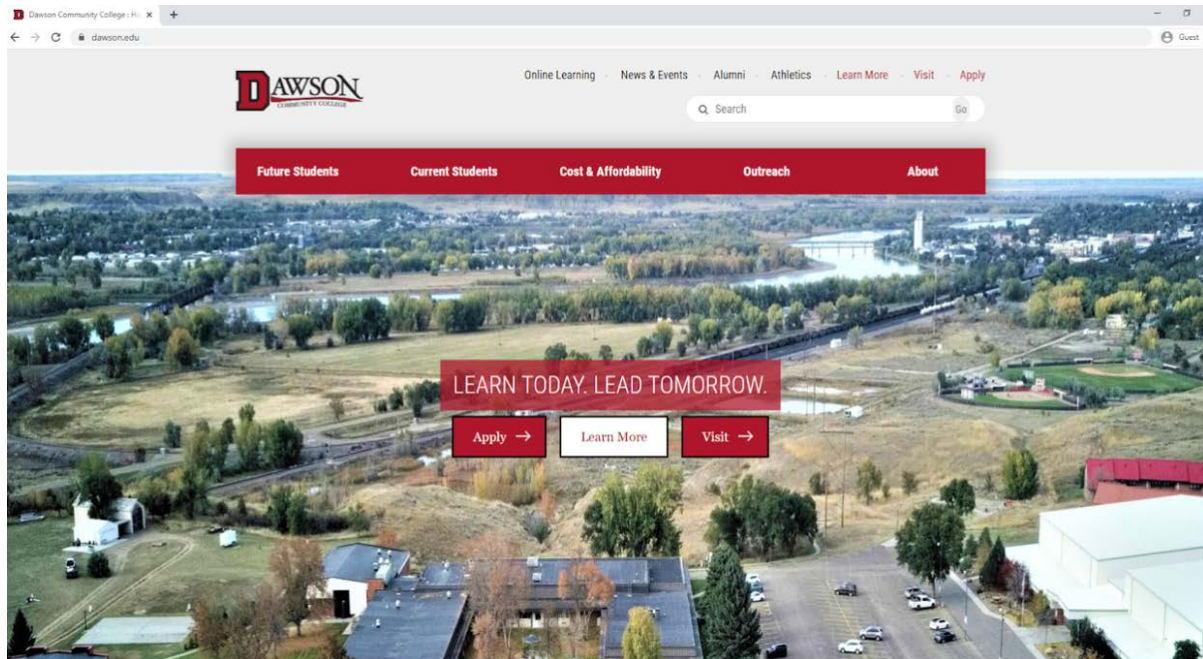 Dawson Community College : H
dawson.edu
Guest
DAWSON
COMMUNITY COLLEGE
Online Learning
News & Events
Alumni
Athletics
Learn More
Visit
Apply
Search
Go
Future Students
Current Students
Cost & Affordability
Outreach
About
LEARN TODAY. LEAD TOMORROW.
Apply →
Learn More
Visit →